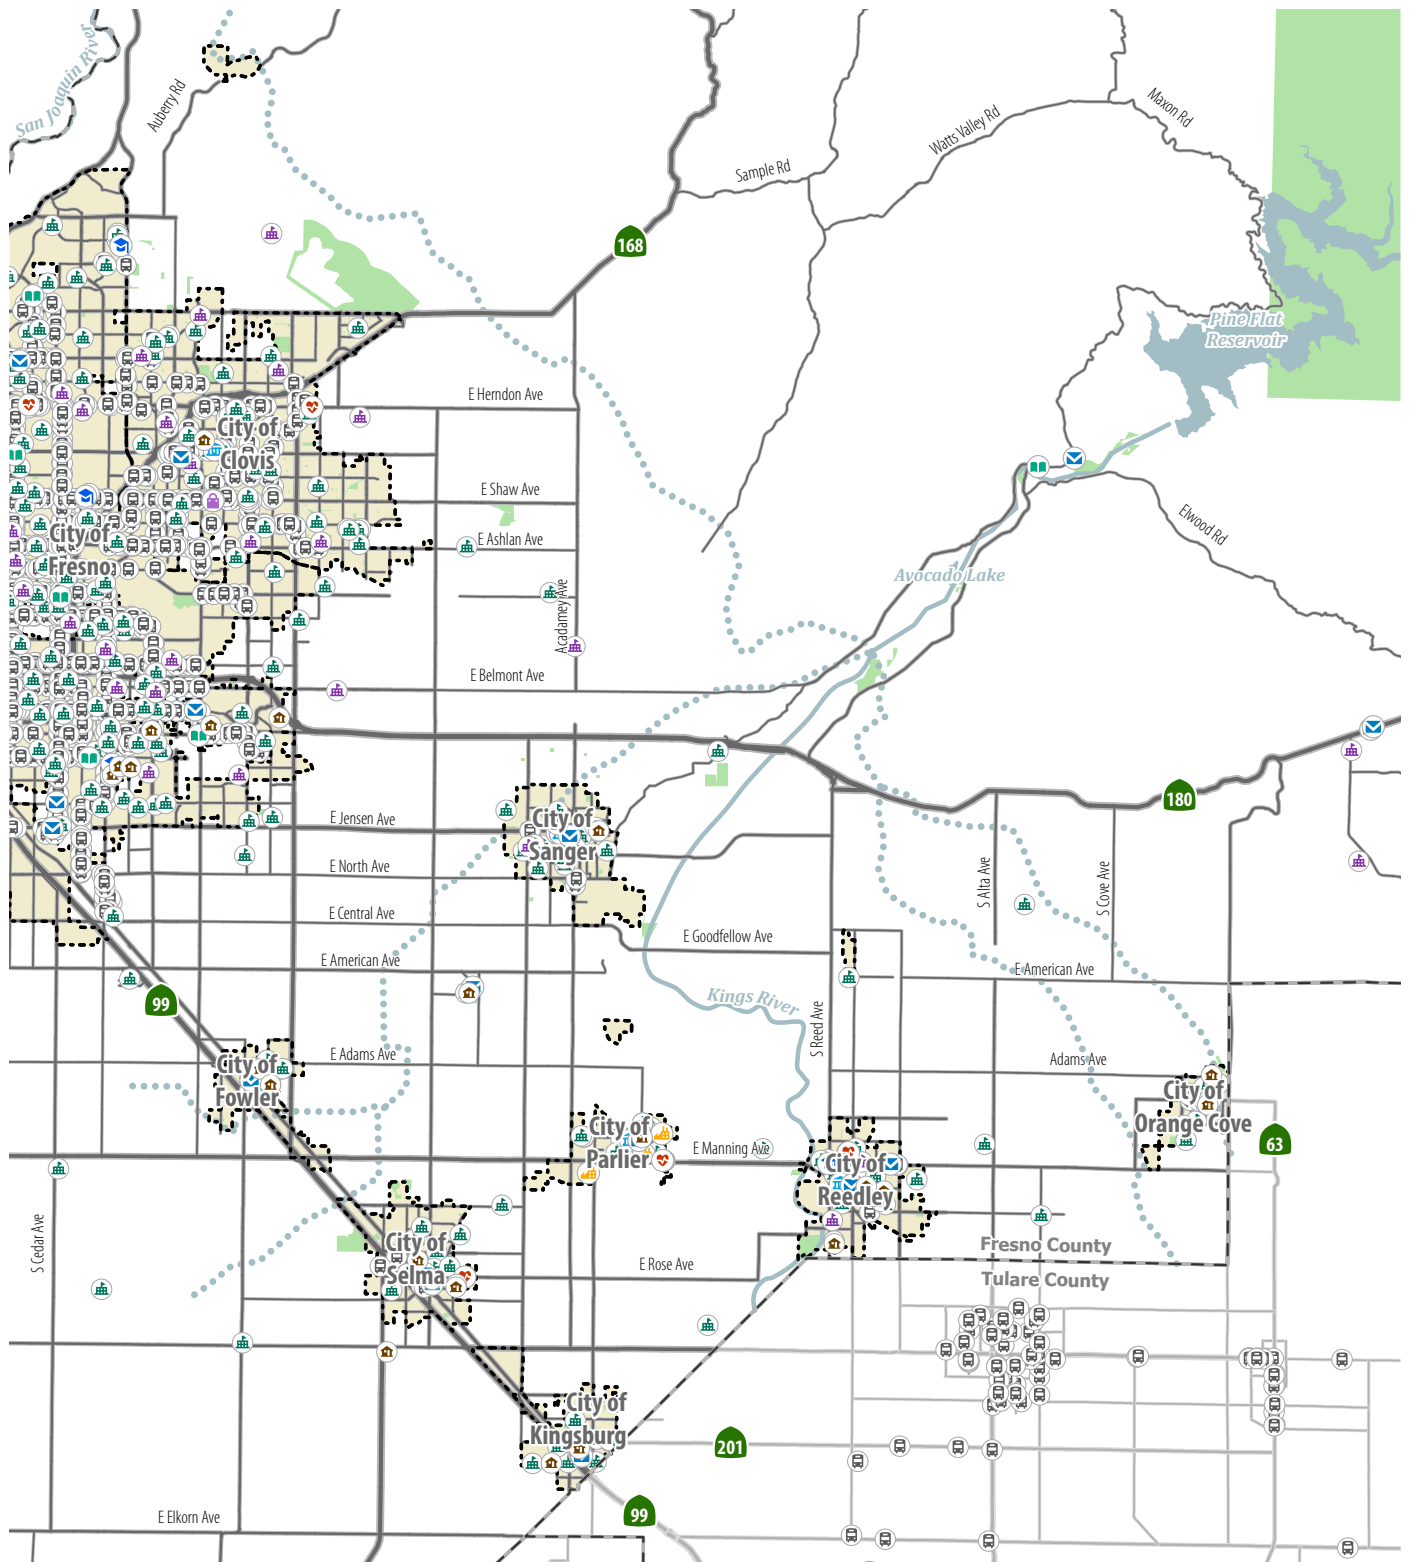 San Joaquin River
Auberry Rd
Maxon Rd
Watts Valley Rd
Sample Rd
168
Pine Flat
Reservoir
E Herndon Ave
City of
Clovis
E Shaw Ave
Elwood Rd
City of
Fresno
E Ashlan Ave
Avocado Lake
Acadamey Ave
E Belmont Ave
180
E Jensen Ave
City of
Sanger
E North Ave
S Alta Ave
S Cove Ave
E Central Ave
E Goodfellow Ave
E American Ave
E American Ave
99
Kings River
S Reed Ave
E Adams Ave
Adams Ave
City of
Fowler
City of
Orange Cove
City of
Parlier
E Manning Ave
63
City of
Reedley
S Cedar Ave
City of
Selma
E Rose Ave
Fresno County
Tulare County
City of
Kingsburg
201
99
E Elkorn Ave